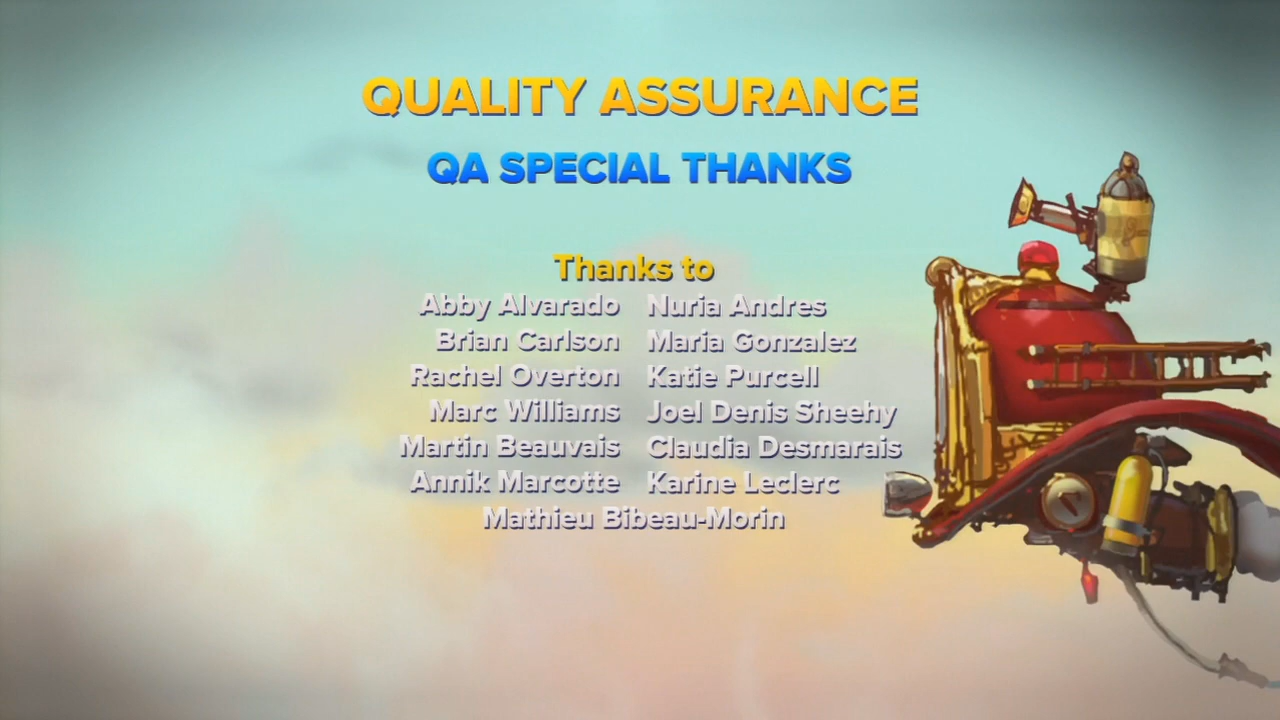 QUALITY ASSURANCE
QA SPECIAL THANKS
Thanks to
Abby Alvarado Nuria Andres
Brian Carlson Maria Gonzalez
Rachel Overton Katie Purcell
Marc Williams Joel Denis Sheehy
Martin Beauvais Claudia Desmarais
Annik Marcotte Karine Leclerc
Mathieu Bibeau-Morin